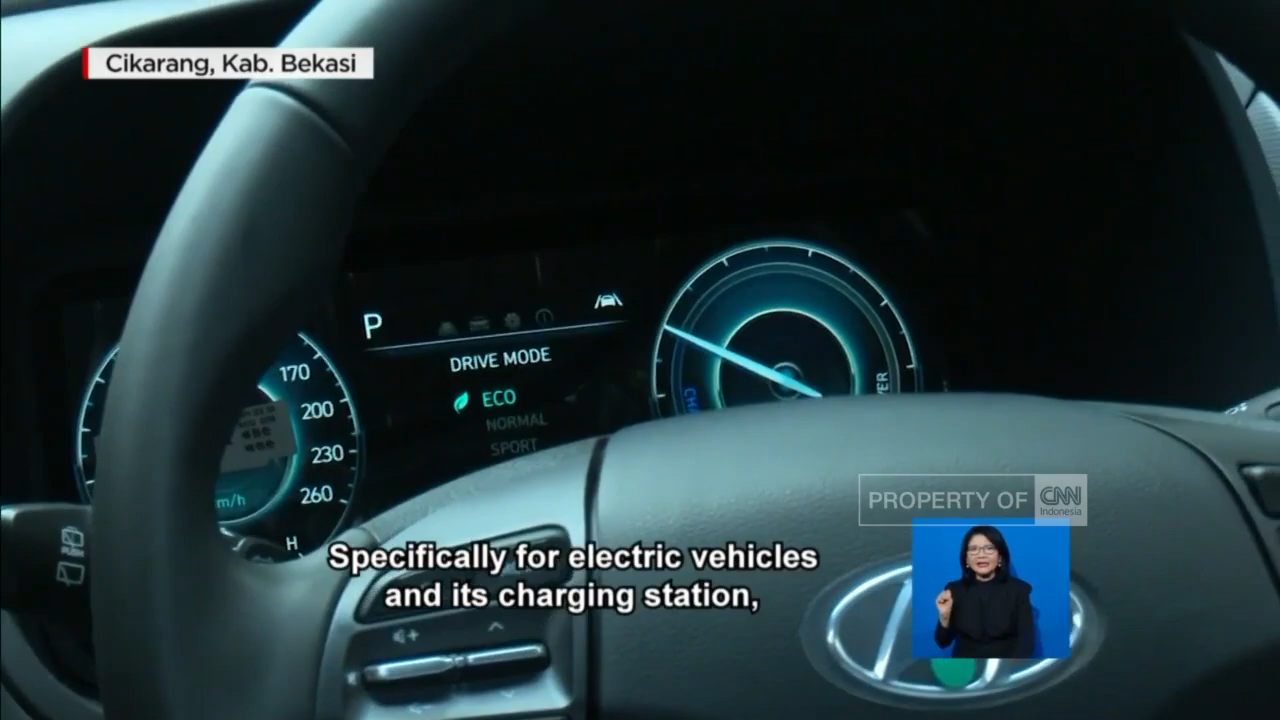 Cikarang, Kab. Bekasi
P
DRIVE MODE
ECO
NORMAL
SPORT
170
200
230
260
m/h
H
PUSH
PROPERTY OF CNN
Indonesia
Specifically for electric vehicles
and its charging station,